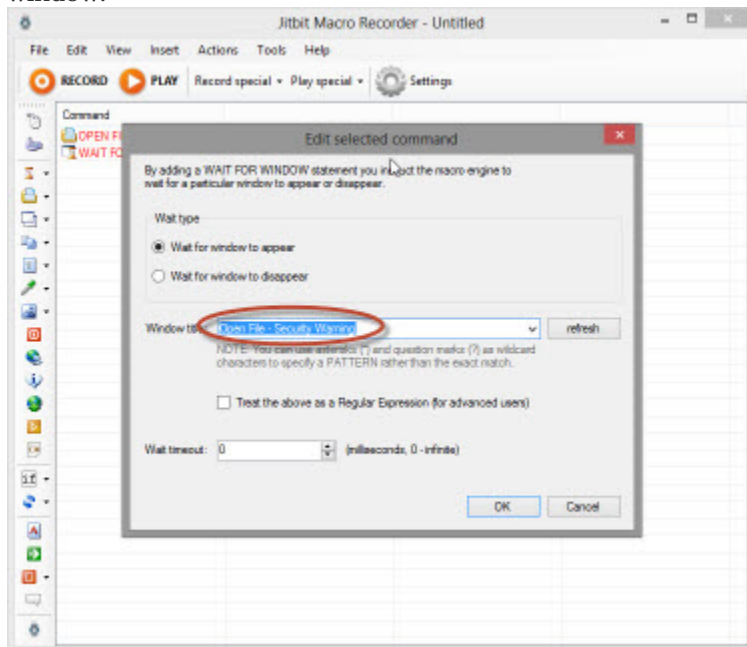 Jitbit Macro Recorder - Untitled
File Edit View Insert Actions Tools Help
RECORD PLAY Record special Play special Settings
Command
OPEN FI
WAIT FO
Edit selected command
By adding a WAIT FOR WINDOW statement you the macro engine to
wait for a particular window to appear or disappear.
Wait type
Wait for window to appear
Wait for window to disappear
Window Open File - Security Warning refresh
NOTE: You can use asterisks (*) and question marks (?) as wildcard
characters to specify a PATTERN rather than the exact match.
Treat the above as a Regular Expression (for advanced users)
Wait timeout: 0 (milliseconds, 0 - infinite)
OK Cancel